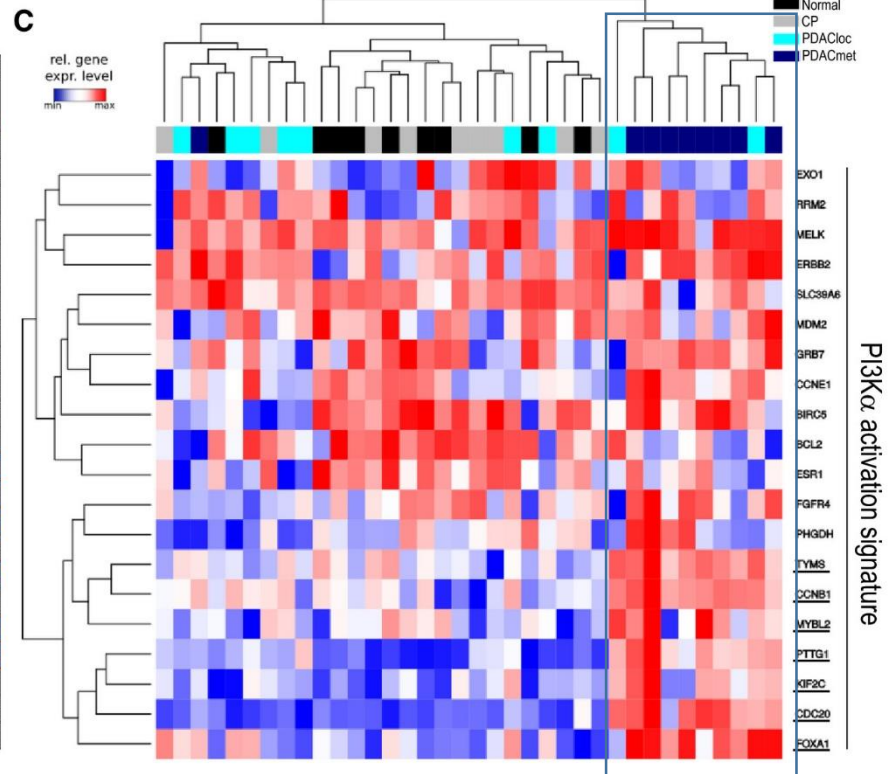 C
Normal
CP
PDACloc
PDACmet
rel. gene
expr. level
min max
EXO1
RRM2
MELK
ERBB2
SLC39A6
MDM2
GRB7
CCNE1
BIRC5
BCL2
ESR1
FGFR4
PHGDH
TYMS
CCNB1
MYBL2
PTTG1
KIF2C
CDC20
FOXA1
PI3Kα activation signature